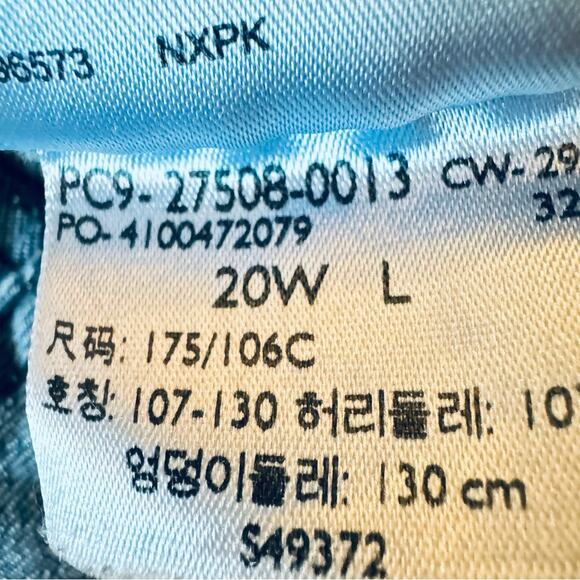 96573 NXPK
PC9-27508-0013 CW-29
PO-4100472079 32
20W L
尺码: 175/106C
호칭: 107-130 허리둘레: 10
엉덩이둘레: 130 cm
S49372